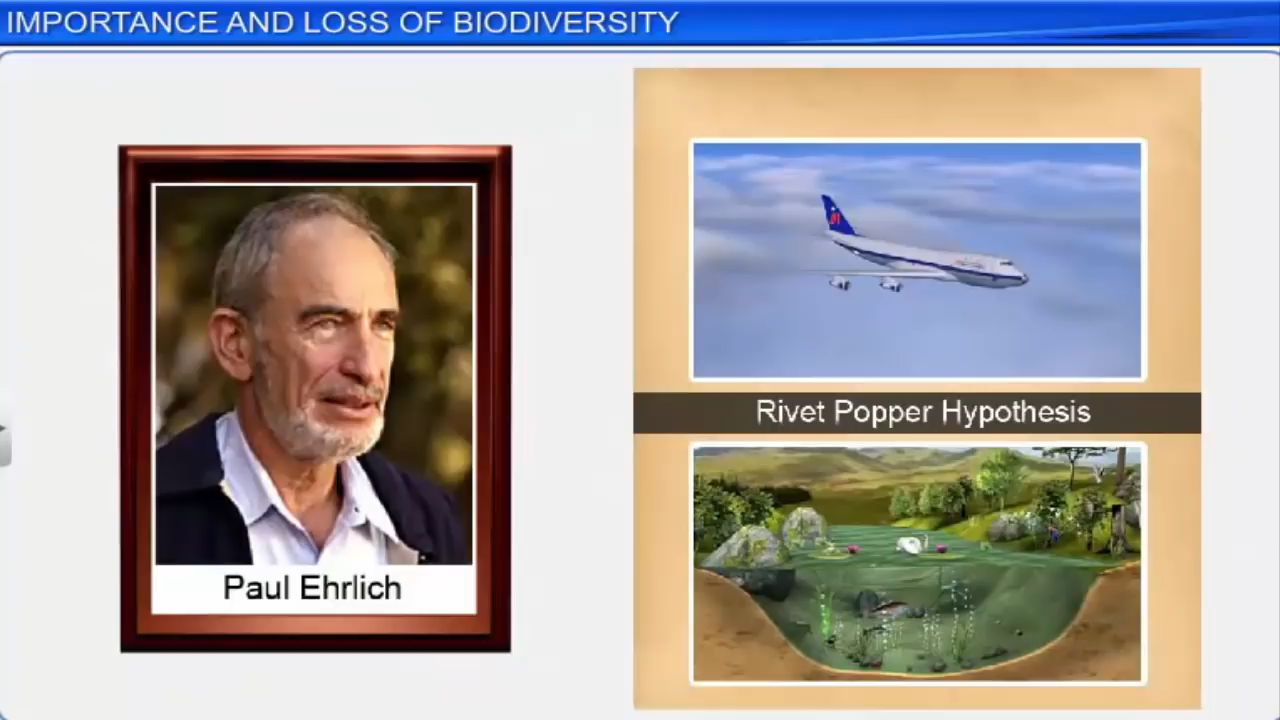 IMPORTANCE AND LOSS OF BIODIVERSITY
Rivet Popper Hypothesis
Paul Ehrlich